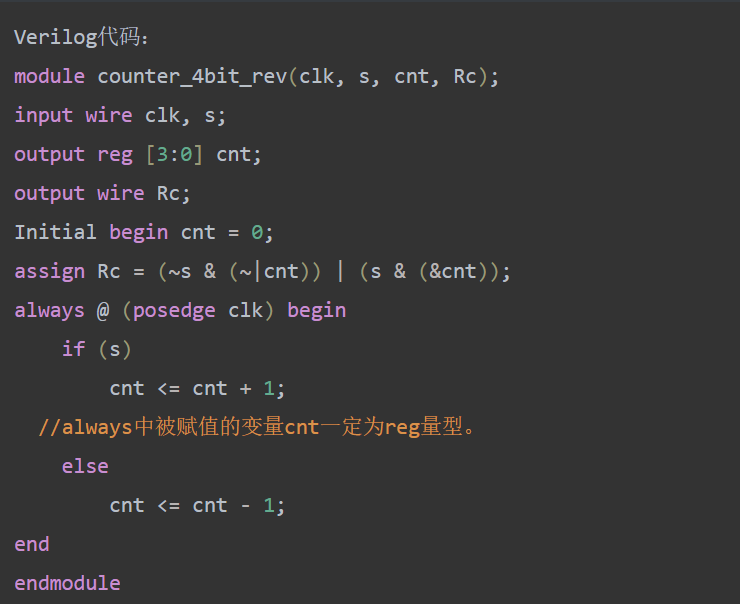 Verilog代码：
module counter_4bit_rev(clk, s, cnt, Rc);
input wire clk, s;
output reg [3:0] cnt;
output wire Rc;
Initial begin cnt = 0;
assign Rc = (~s & (~|cnt)) | (s & (&cnt));
always @ (posedge clk) begin
    if (s)
        cnt <= cnt + 1;
  //always中被赋值的变量cnt一定为reg量型。
    else
        cnt <= cnt - 1;
end
endmodule